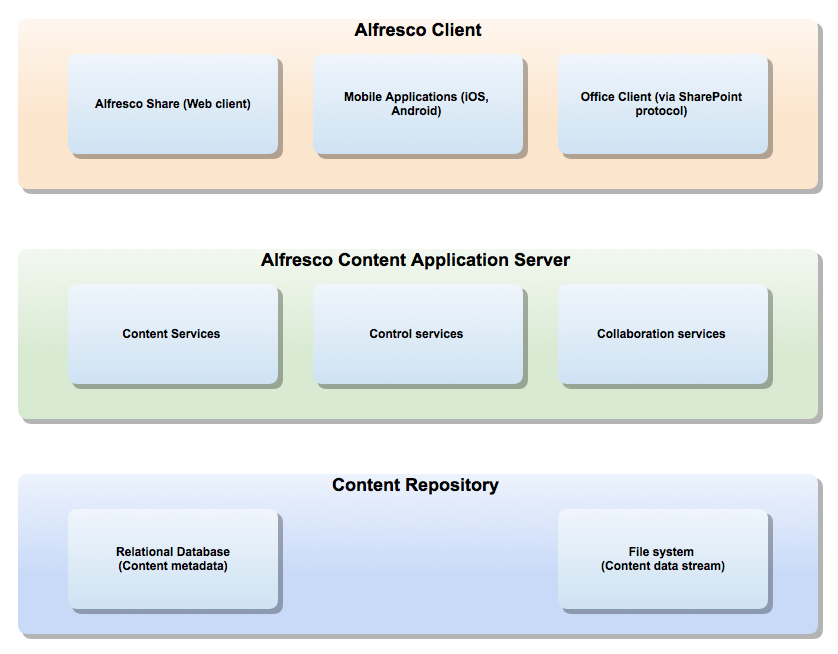 Alfresco Client
Alfresco Share (Web client)
Mobile Applications (iOS,
Android)
Office Client (via SharePoint
protocol)
Alfresco Content Application Server
Content Services
Control services
Collaboration services
Content Repository
Relational Database
(Content metadata)
File system
(Content data stream)